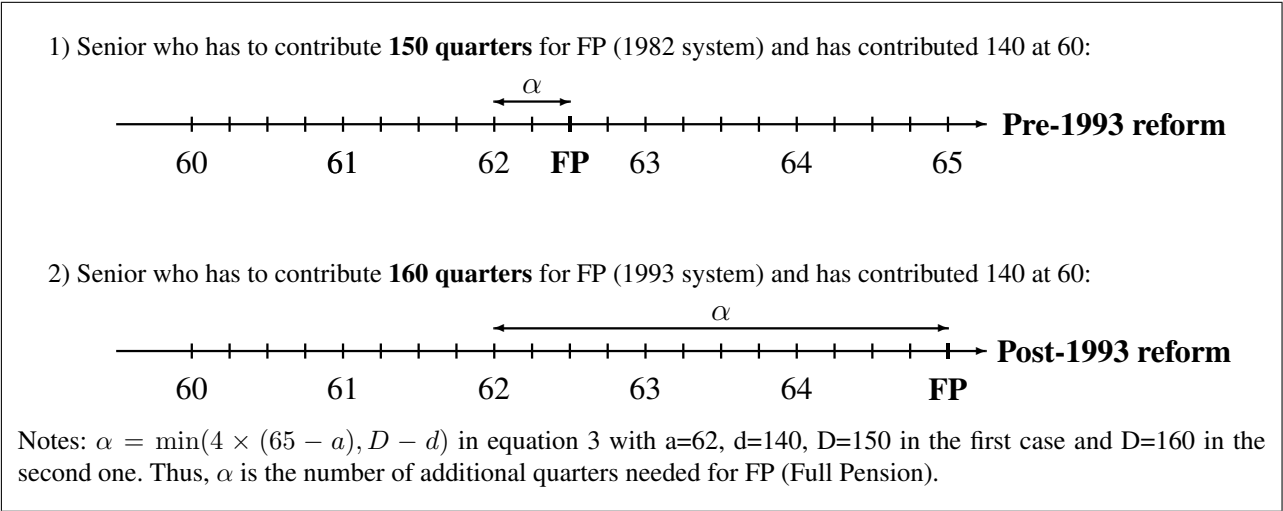 1) Senior who has to contribute 150 quarters for FP (1982 system) and has contributed 140 at 60:
α
Pre-1993 reform
60 61 62 FP 63 64 65
2) Senior who has to contribute 160 quarters for FP (1993 system) and has contributed 140 at 60:
α
Post-1993 reform
60 61 62 63 64 FP
Notes: α = min(4 × (65 − a), D − d) in equation 3 with a=62, d=140, D=150 in the first case and D=160 in the
second one. Thus, α is the number of additional quarters needed for FP (Full Pension).